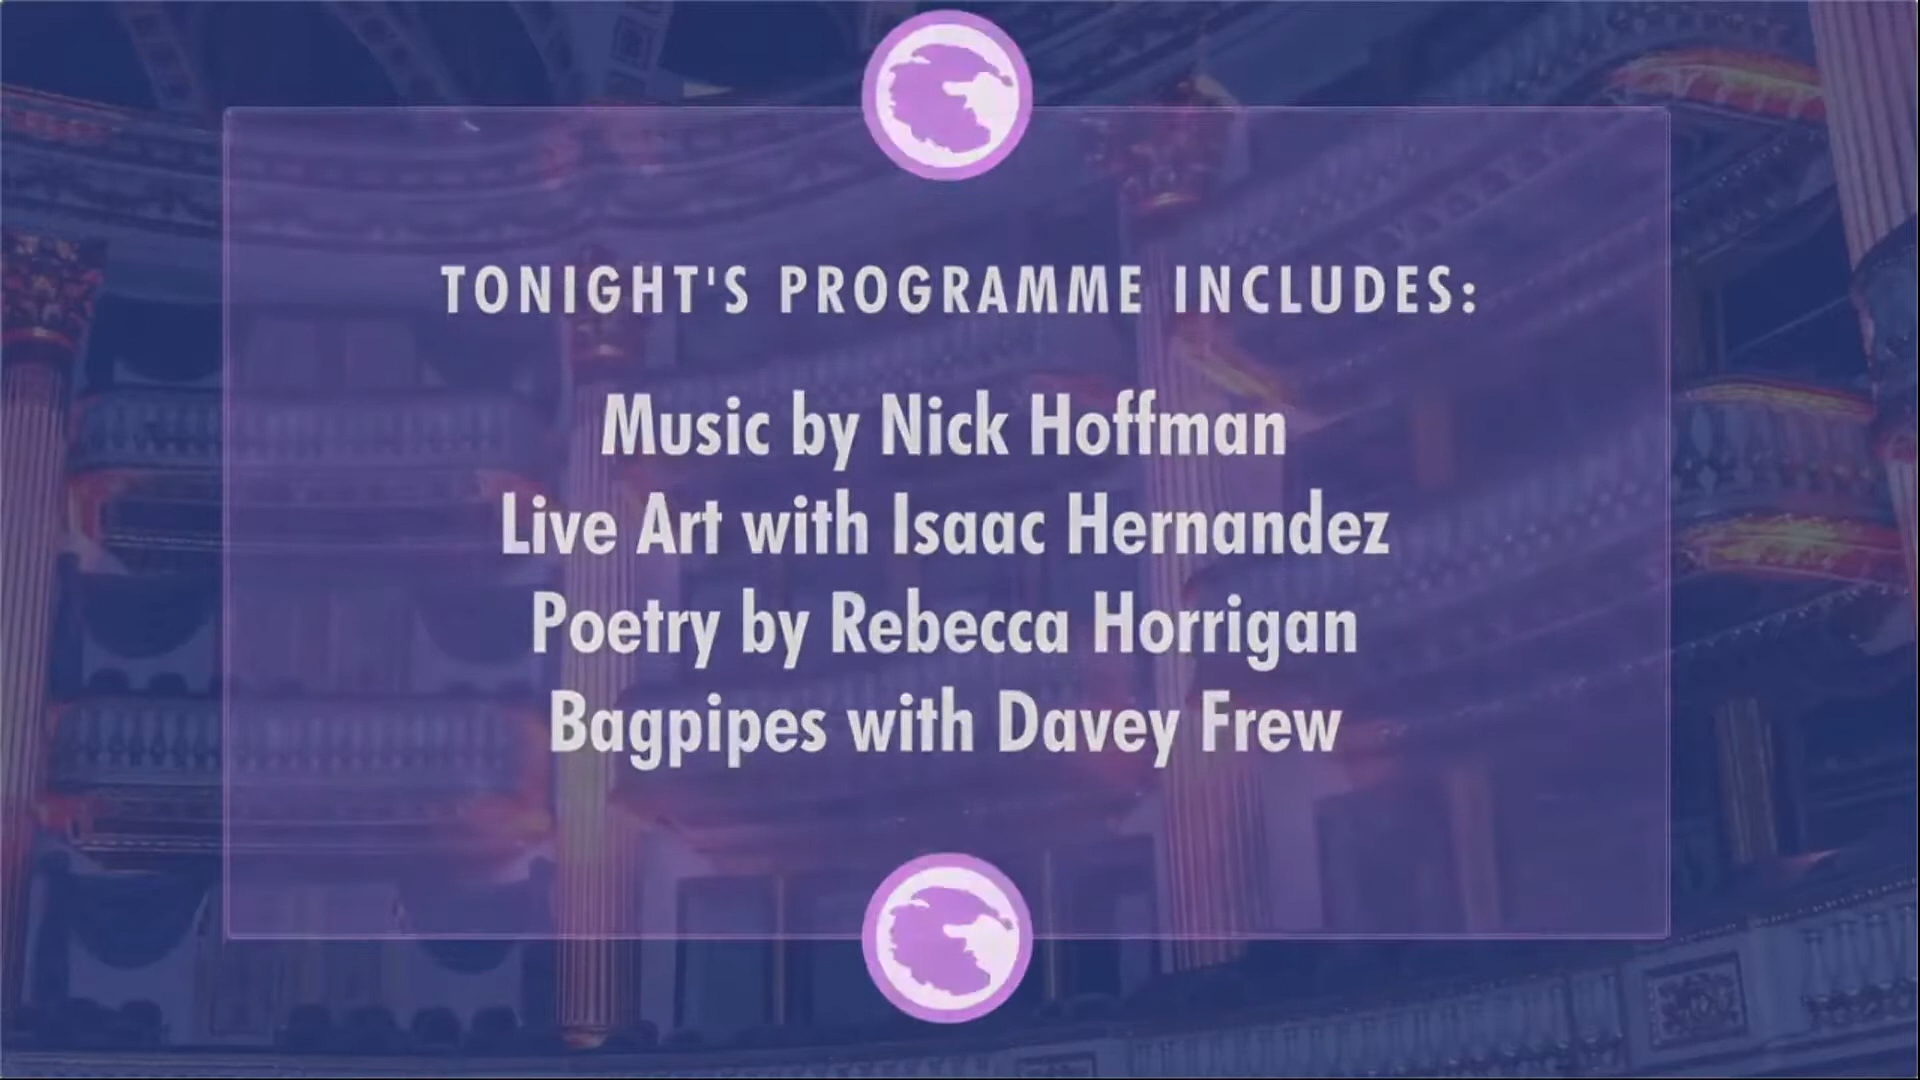 TONIGHT'S PROGRAMME INCLUDES:
Music by Nick Hoffman
Live Art with Isaac Hernandez
Poetry by Rebecca Horrigan
Bagpipes with Davey Frew